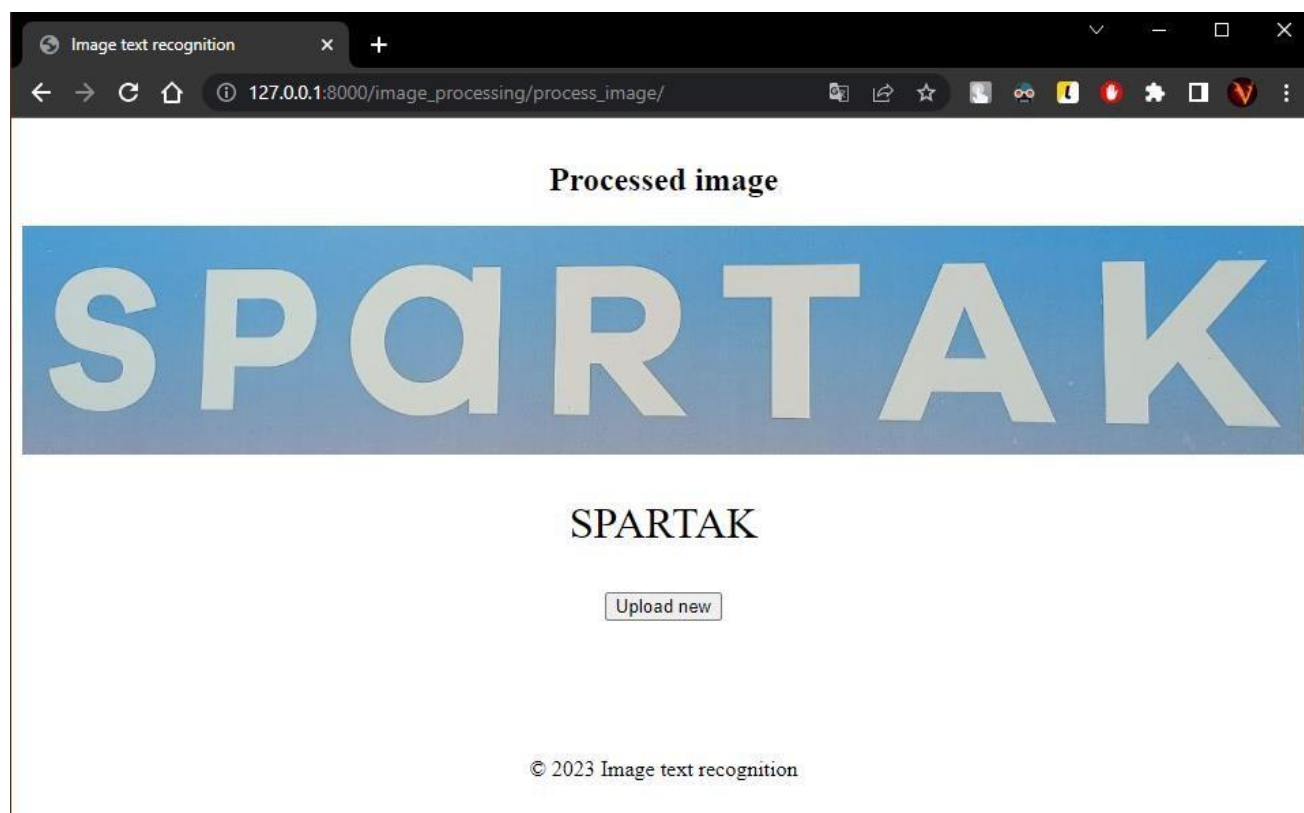 Image text recognition
127.0.0.1:8000/image_processing/process_image/
Processed image
SPaRTAK
SPARTAK
Upload new
© 2023 Image text recognition